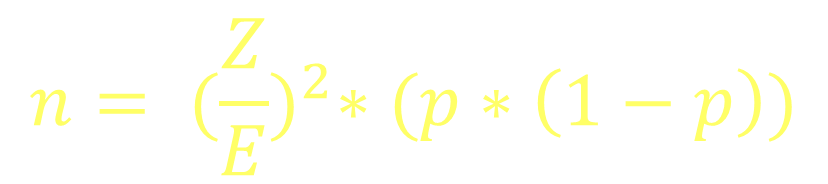 n = (Z/E)² * (p * (1 − p))